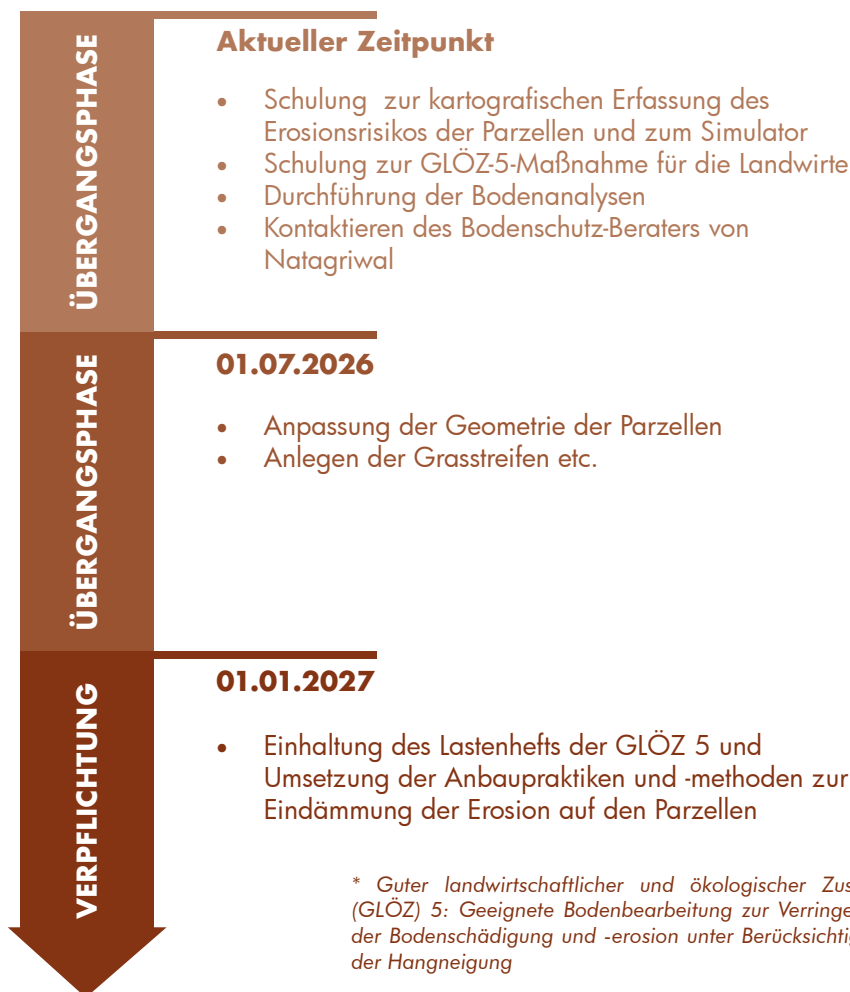 ÜBERGANGSPHASE
Aktueller Zeitpunkt
• Schulung zur kartografischen Erfassung des
Erosionsrisikos der Parzellen und zum Simulator
• Schulung zur GLÖZ-5-Maßnahme für die Landwirte
• Durchführung der Bodenanalysen
• Kontaktieren des Bodenschutz-Beraters von
Natagriwal
ÜBERGANGSPHASE
01.07.2026
• Anpassung der Geometrie der Parzellen
• Anlegen der Grasstreifen etc.
VERPFLICHTUNG
01.01.2027
• Einhaltung des Lastenhefts der GLÖZ 5 und
Umsetzung der Anbaupraktiken und -methoden zur
Eindämmung der Erosion auf den Parzellen
* Guter landwirtschaftlicher und ökologischer
(GLÖZ) 5: Geeignete Bodenbearbeitung zur
der Bodenschädigung und -erosion unter
der Hangneigung